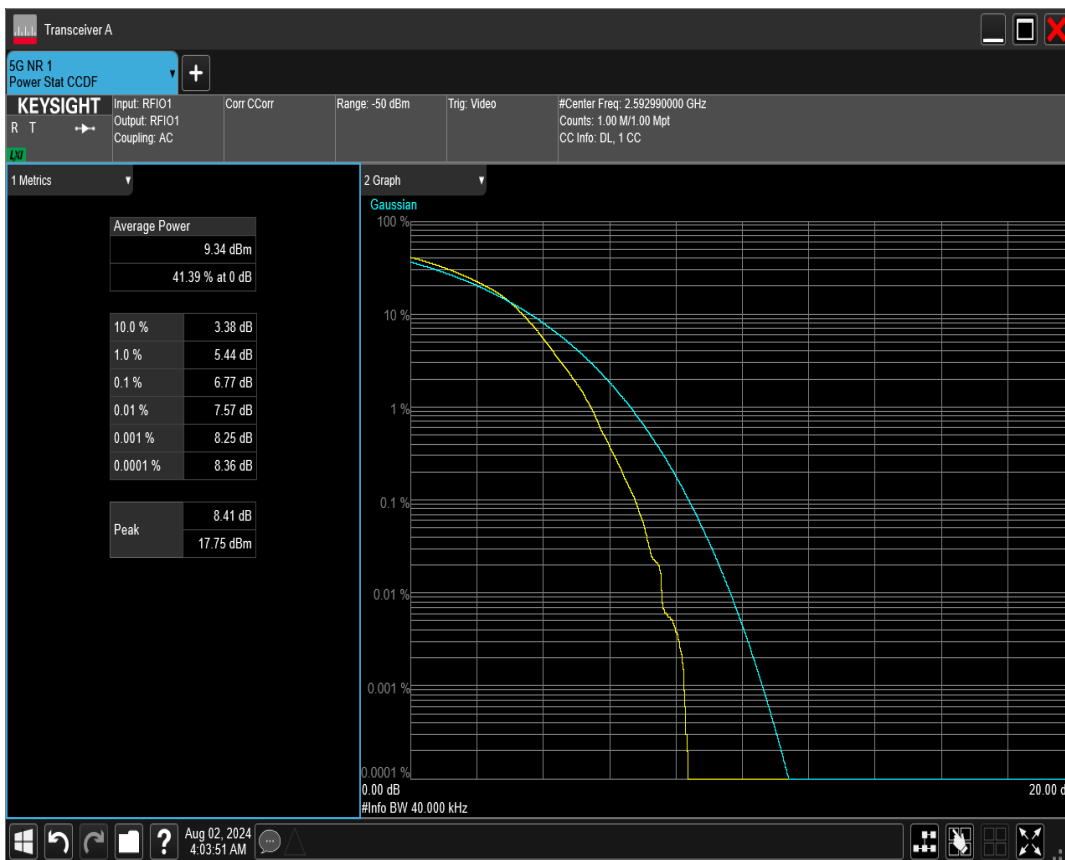 Transceiver A
5G NR 1
Power Stat CCDF
KEYSIGHT
R T
LXI
Input: RFIO1
Output: RFIO1
Coupling: AC
Corr CCorr
Range: -50 dBm
Trig: Video
#Center Freq: 2.592990000 GHz
Counts: 1.00 M/1.00 Mpt
CC Info: DL, 1 CC
1 Metrics
Average Power
9.34 dBm
41.39 % at 0 dB
10.0 % 3.38 dB
1.0 % 5.44 dB
0.1 % 6.77 dB
0.01 % 7.57 dB
0.001 % 8.25 dB
0.0001 % 8.36 dB
Peak 8.41 dB
17.75 dBm
2 Graph
Gaussian
100 %
10 %
1 %
0.1 %
0.01 %
0.001 %
0.0001 %
0.00 dB 20.00 d
#Info BW 40.000 kHz
? Aug 02, 2024
4:03:51 AM